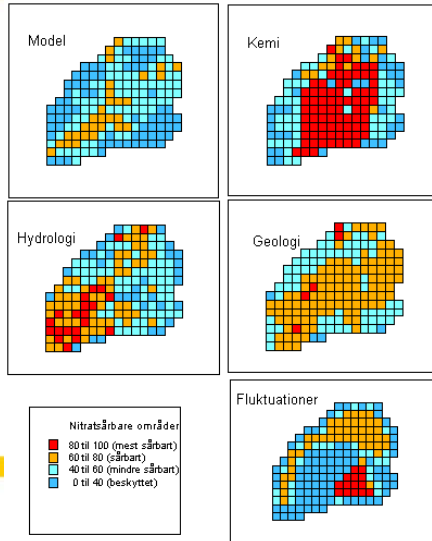 Model
Kemi
Hydrologi
Geologi
Fluktuationer
Nitratsårbare områder
80 til 100 (mest sårbart)
60 til 80 (sårbart)
40 til 60 (mindre sårbart)
0 til 40 (beskyttet)